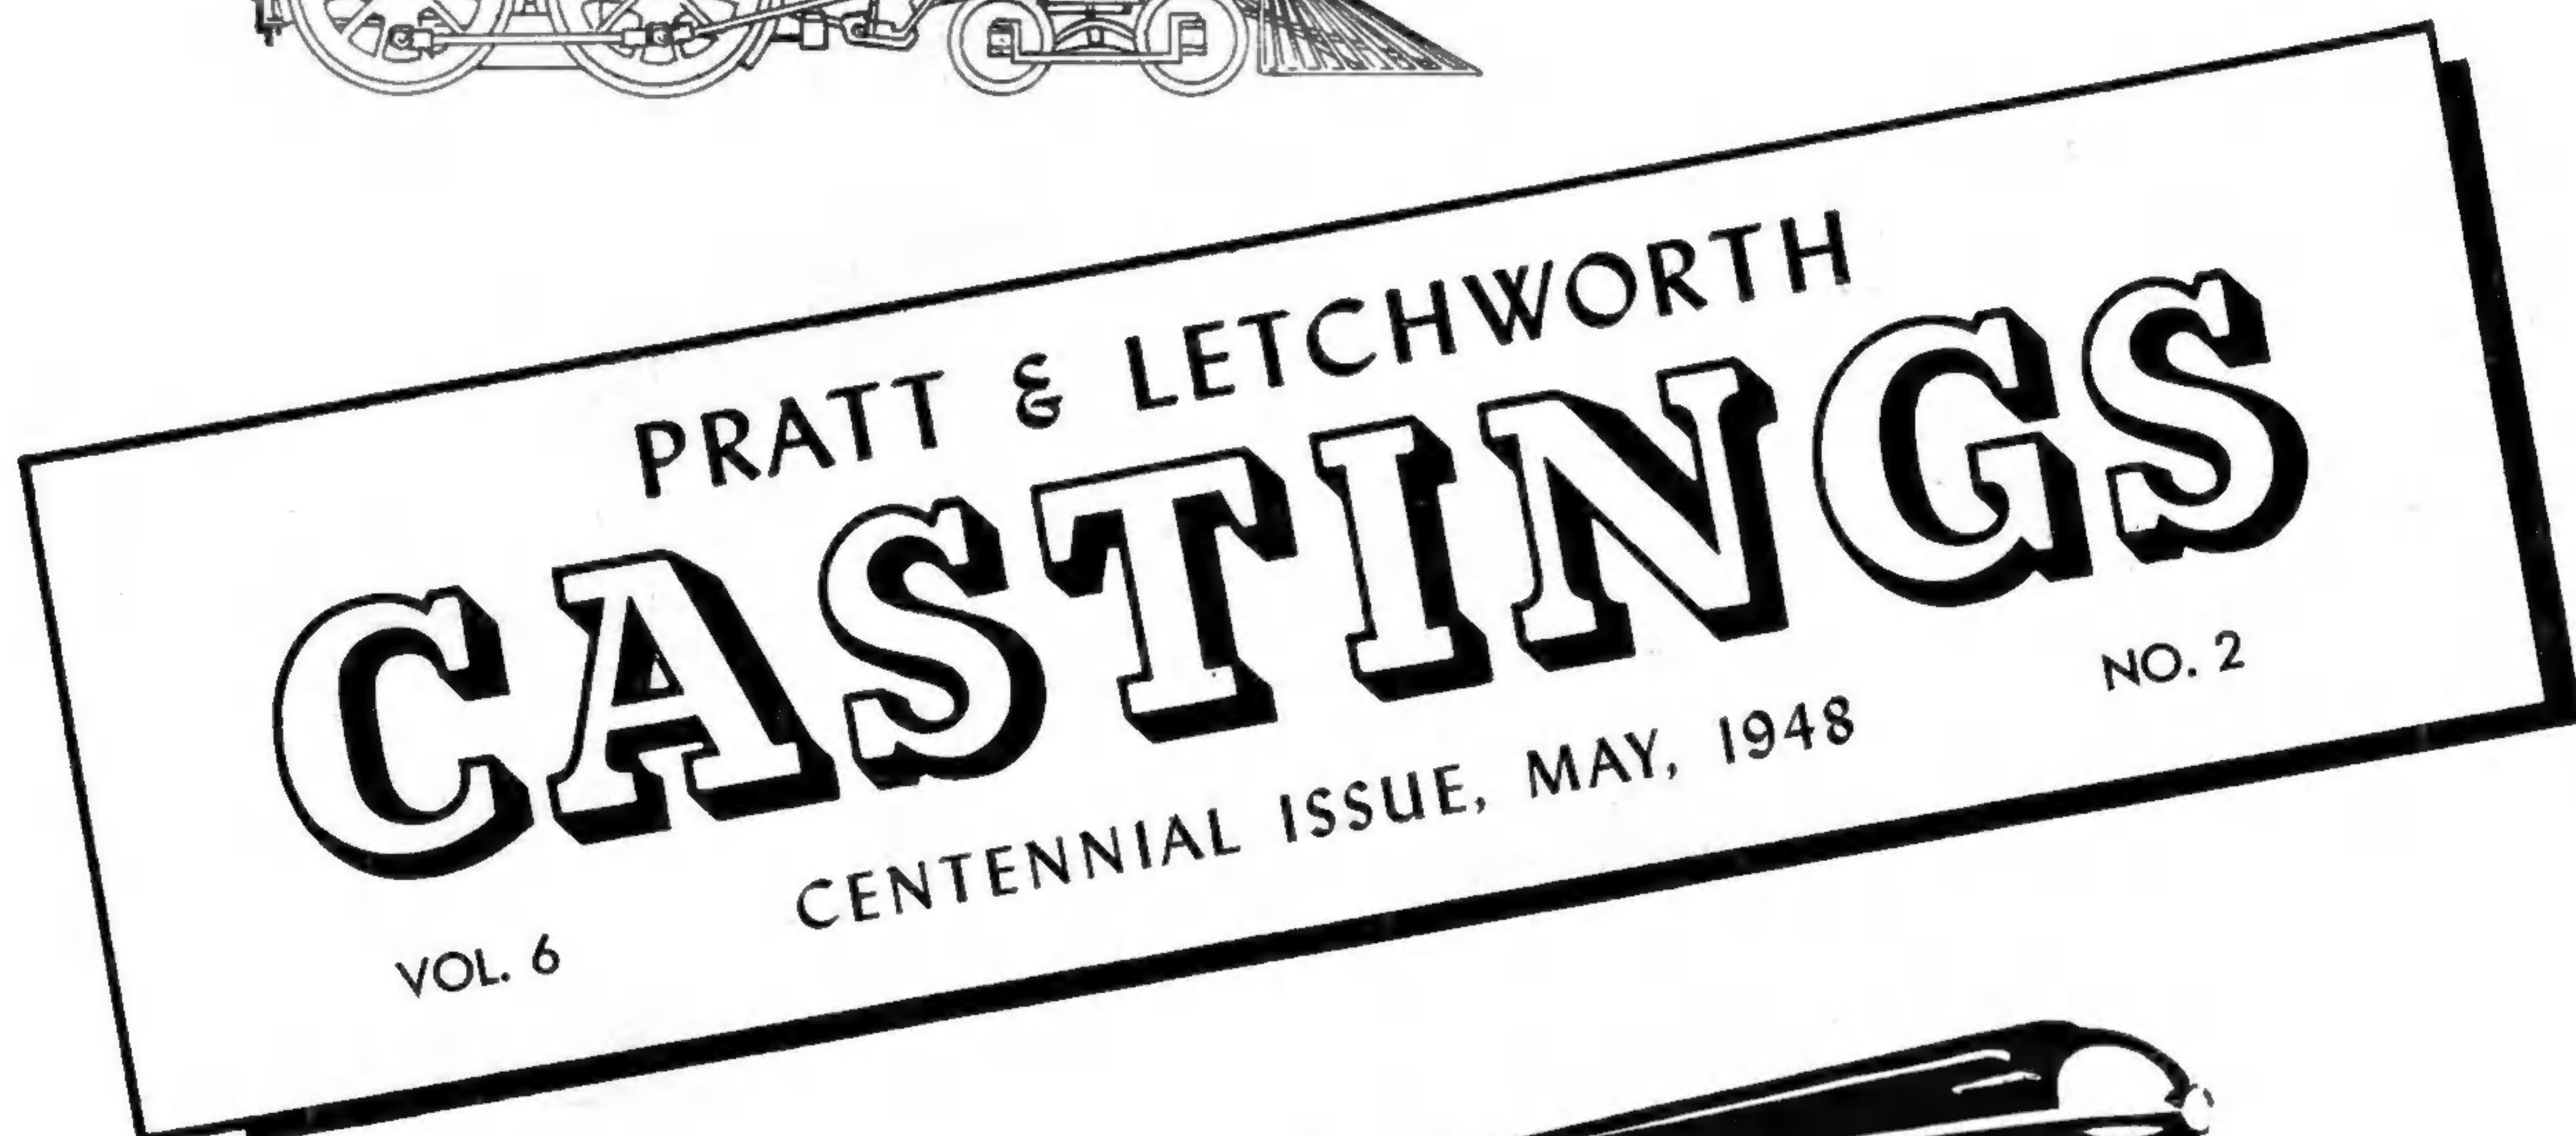 PRATT & LETCHWORTH
CASTINGS
CENTENNIAL ISSUE, MAY, 1948
VOL. 6
NO. 2